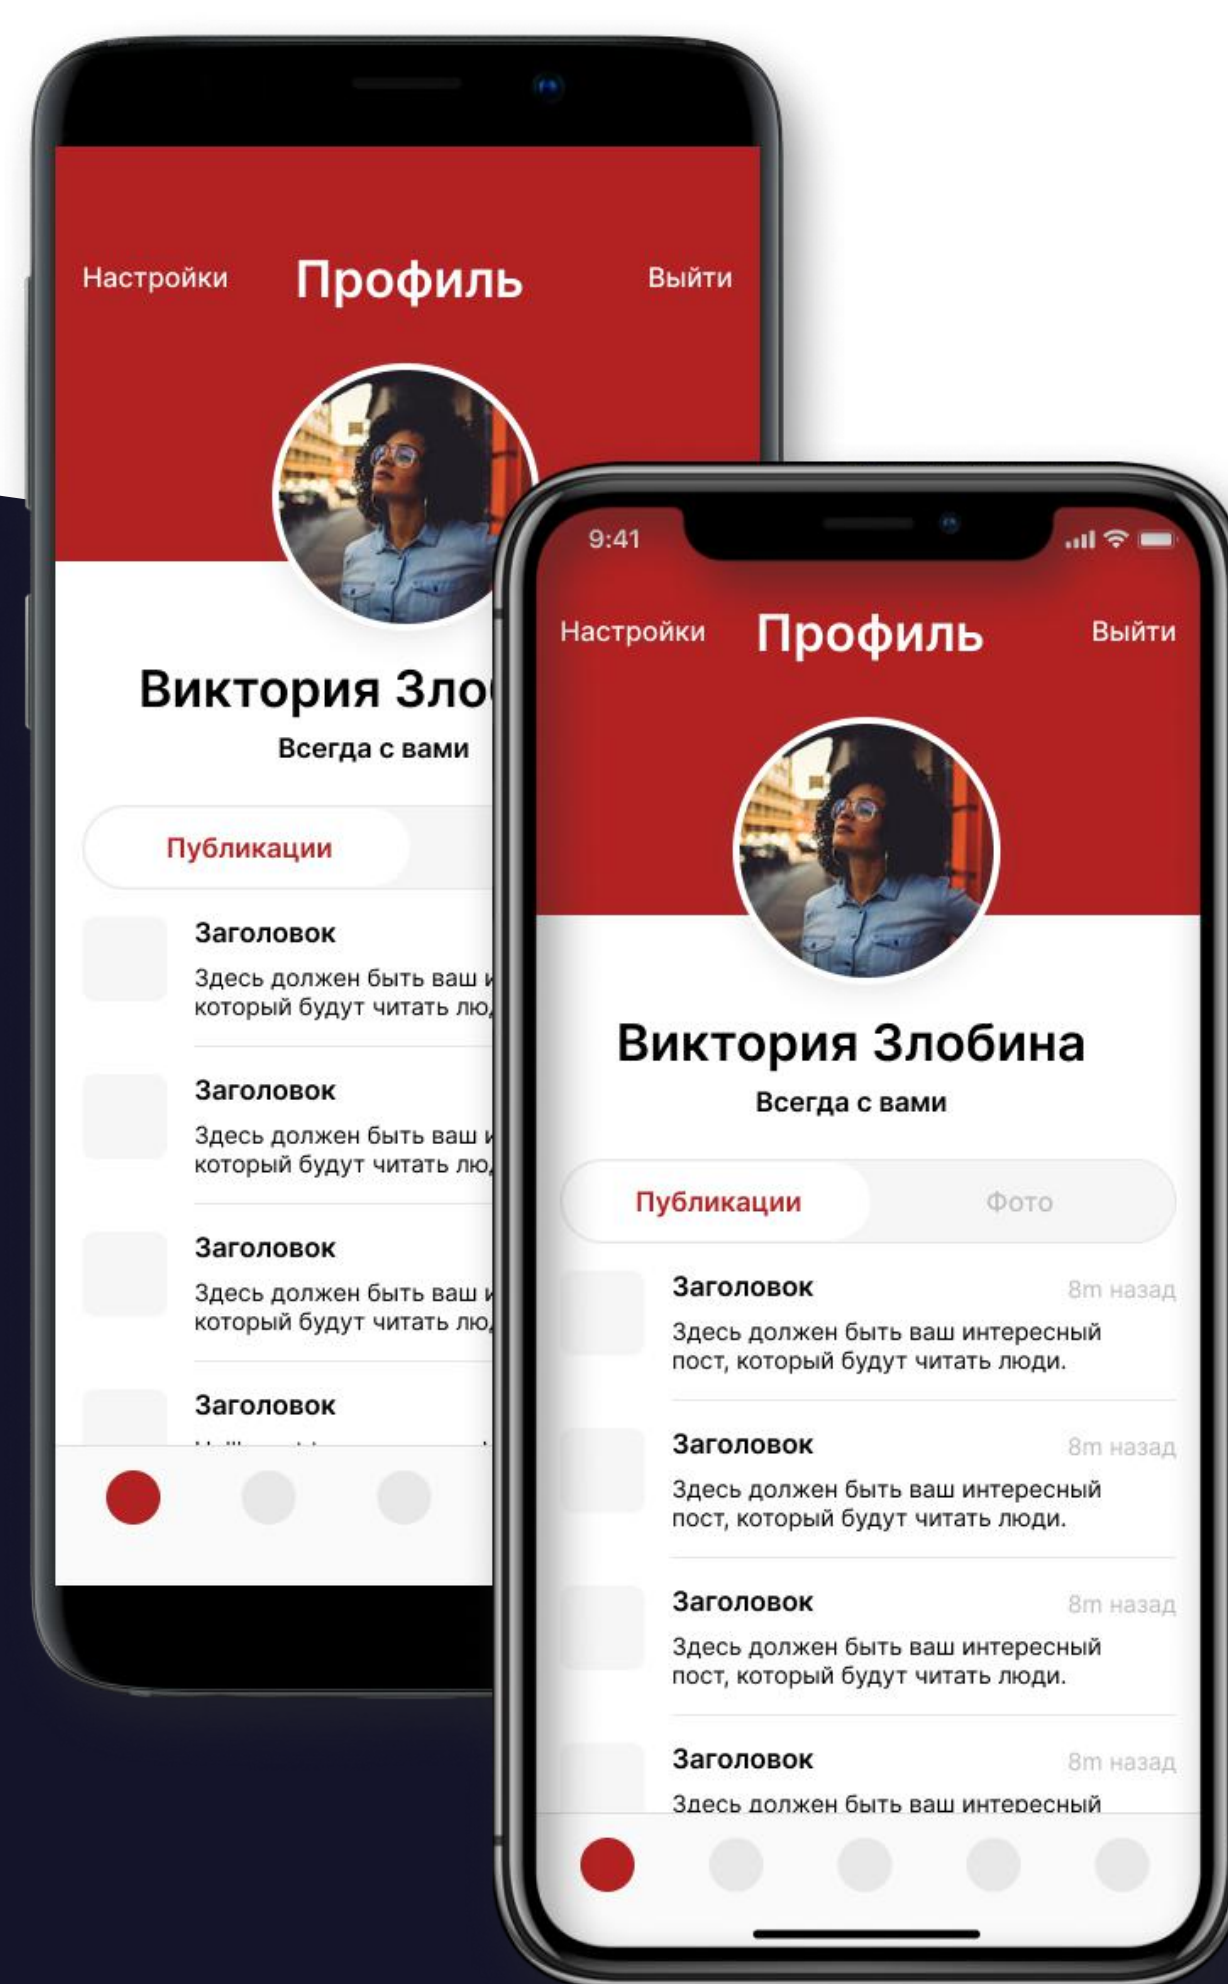 Настройки
Профиль
Выйти
Виктория
Всегда с вами
Публикации
Заголовок
Здесь должен быть ваш
который будут читать
Заголовок
Здесь должен быть ваш
который будут читать
Заголовок
Здесь должен быть ваш
который будут читать
Заголовок
9:41
Настройки
Профиль
Выйти
Виктория Злобина
Всегда с вами
Публикации
Фото
Заголовок
8m назад
Здесь должен быть ваш интересный
пост, который будут читать люди.
Заголовок
8m назад
Здесь должен быть ваш интересный
пост, который будут читать люди.
Заголовок
8m назад
Здесь должен быть ваш интересный
пост, который будут читать люди.
Заголовок
8m назад
Здесь должен быть ваш интересный